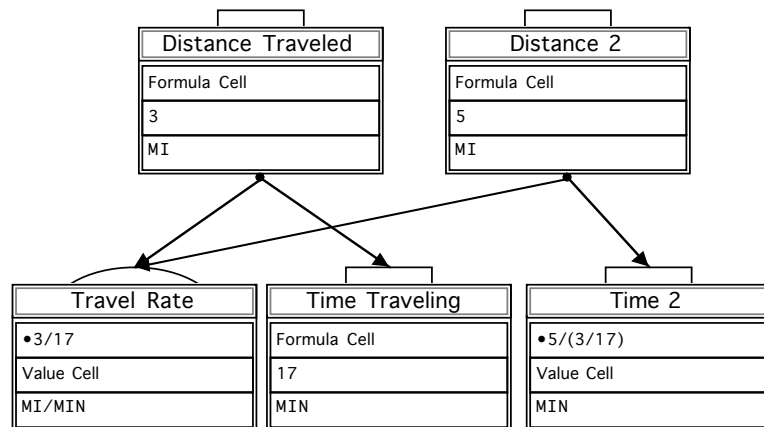 Distance Traveled
Formula Cell
3
MI
Distance 2
Formula Cell
5
MI
Travel Rate
•3/17
Value Cell
MI/MIN
Time Traveling
Formula Cell
17
MIN
Time 2
•5/(3/17)
Value Cell
MIN